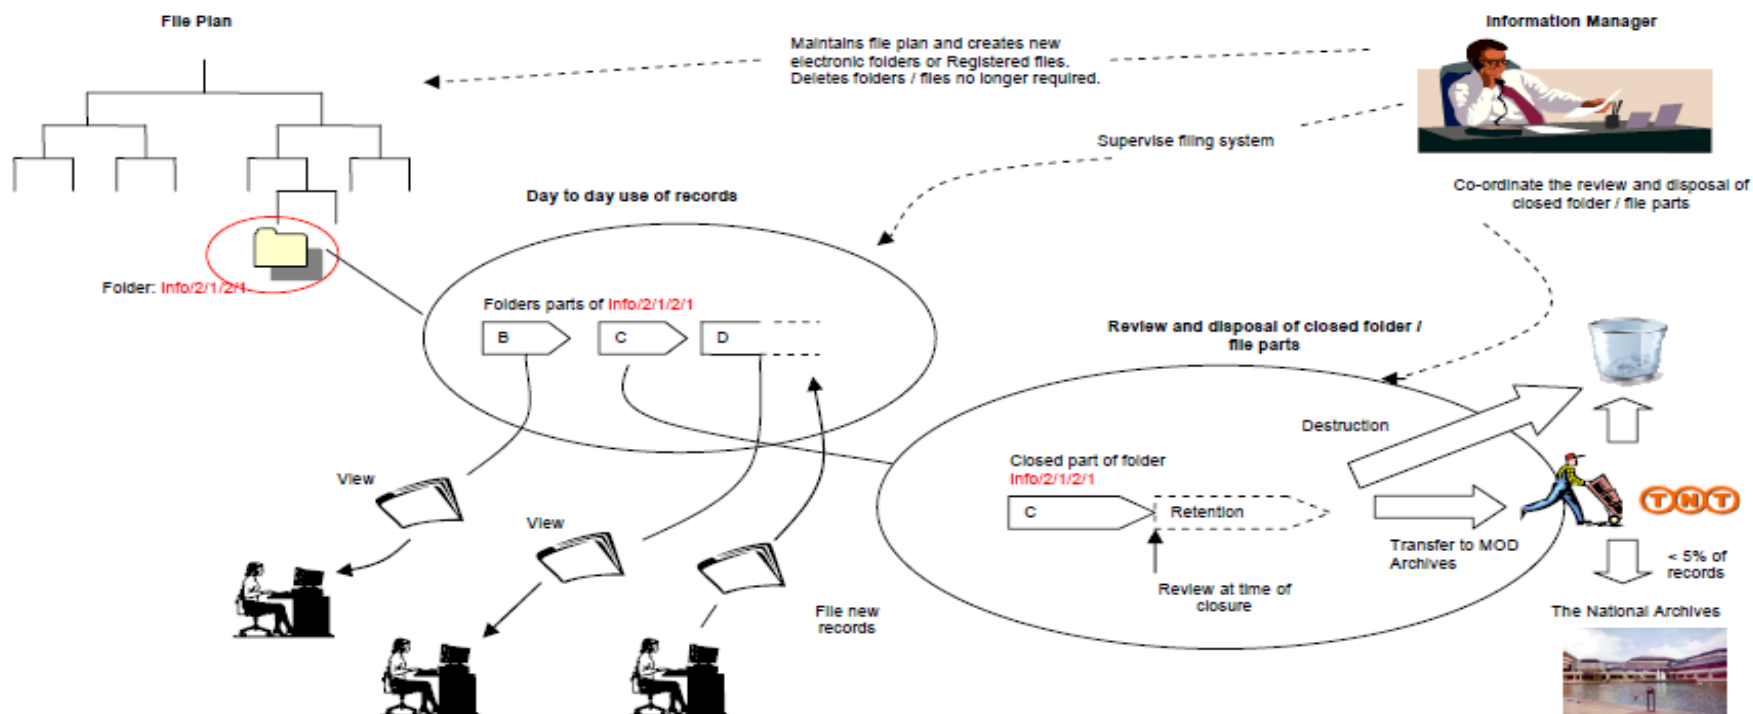 File Plan
Information Manager
Maintains file plan and creates new
electronic folders or Registered files.
Deletes folders / files no longer required.
Supervise filing system
Co-ordinate the review and disposal of
closed folder / file parts
Day to day use of records
Folder: Info/2/1/2/1
Folders parts of Info/2/1/2/1
B
C
D
Review and disposal of closed folder /
file parts
Destruction
Closed part of folder
Info/2/1/2/1
C
Retention
TNT
Transfer to MOD
Archives
Review at time of
closure
< 5% of
records
The National Archives
View
View
File new
records